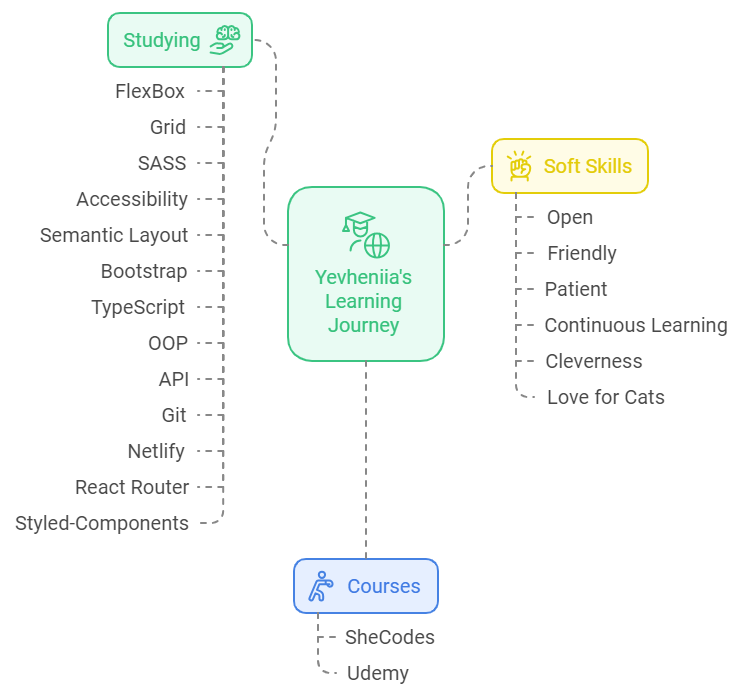 Studying
FlexBox
Grid
SASS
Accessibility
Semantic Layout
Bootstrap
TypeScript
OOP
API
Git
Netlify
React Router
Styled-Components
Yevheniia's
Learning
Journey
Soft Skills
Open
Friendly
Patient
Continuous Learning
Cleverness
Love for Cats
Courses
SheCodes
Udemy